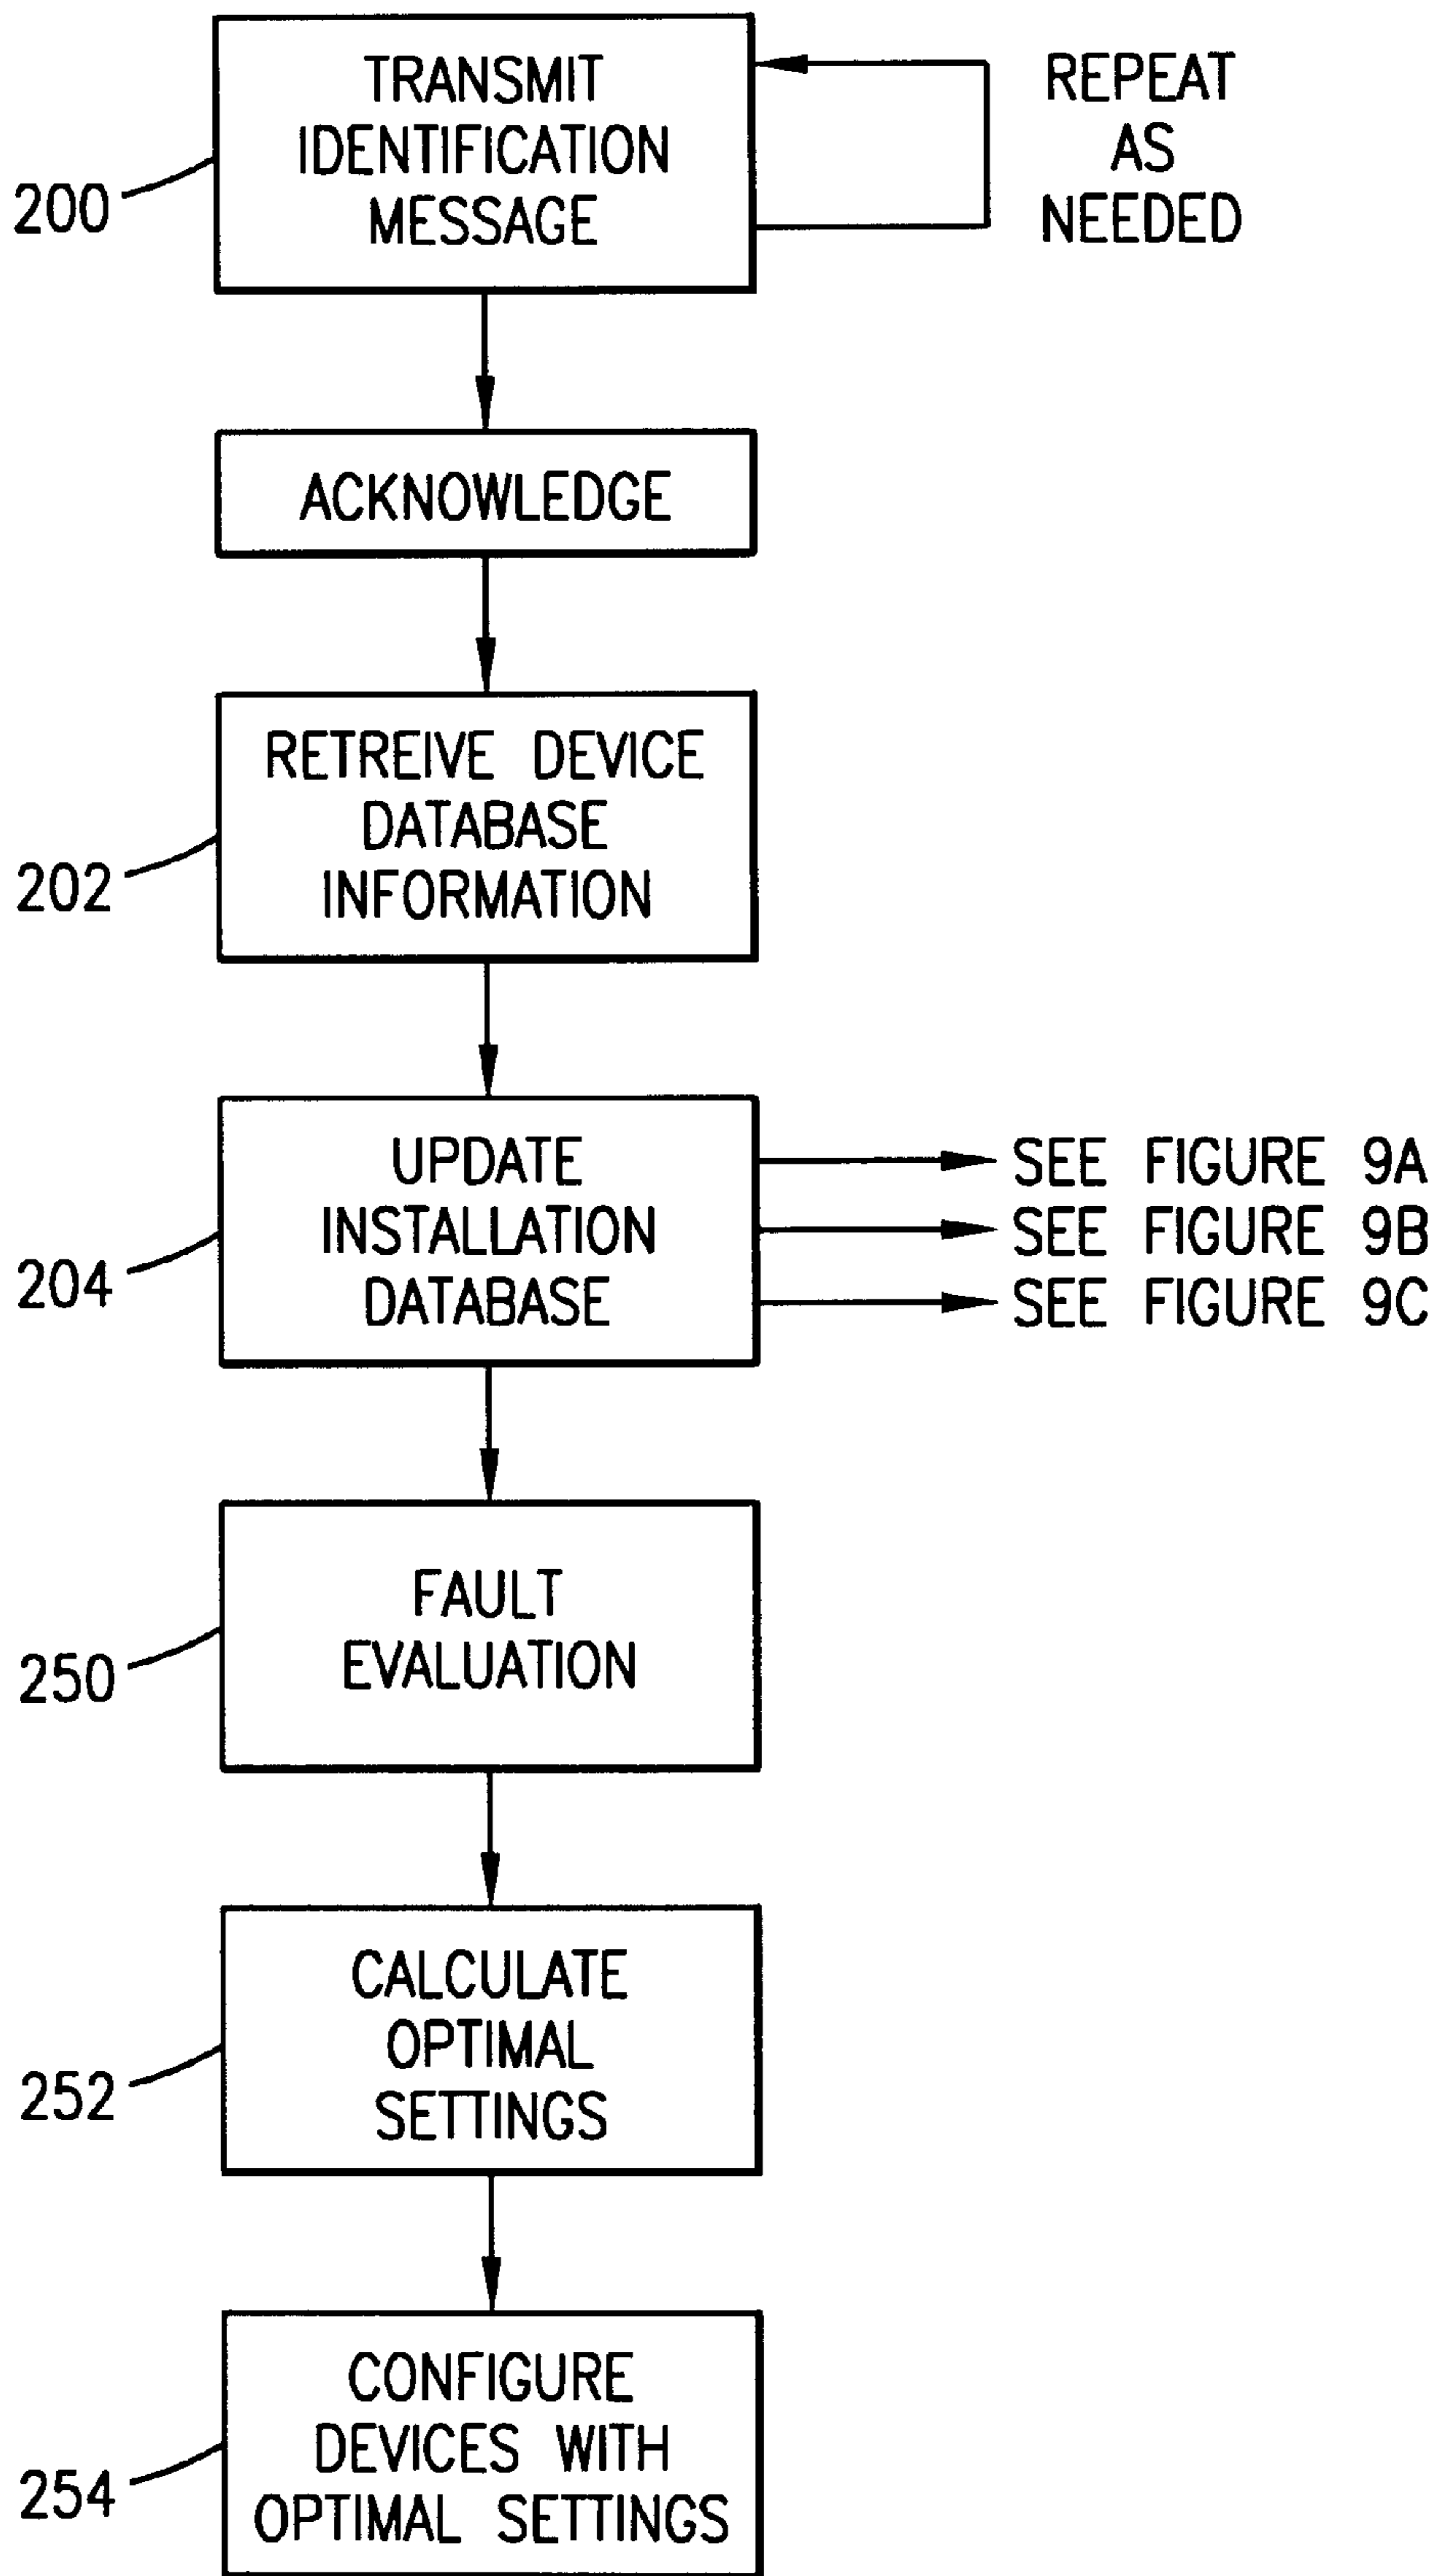 TRANSMIT
IDENTIFICATION
MESSAGE
REPEAT
AS
NEEDED
200
ACKNOWLEDGE
RETREIVE DEVICE
DATABASE
INFORMATION
202
UPDATE
INSTALLATION
DATABASE
SEE FIGURE 9A
SEE FIGURE 9B
SEE FIGURE 9C
204
FAULT
EVALUATION
250
CALCULATE
OPTIMAL
SETTINGS
252
CONFIGURE
DEVICES WITH
OPTIMAL SETTINGS
254